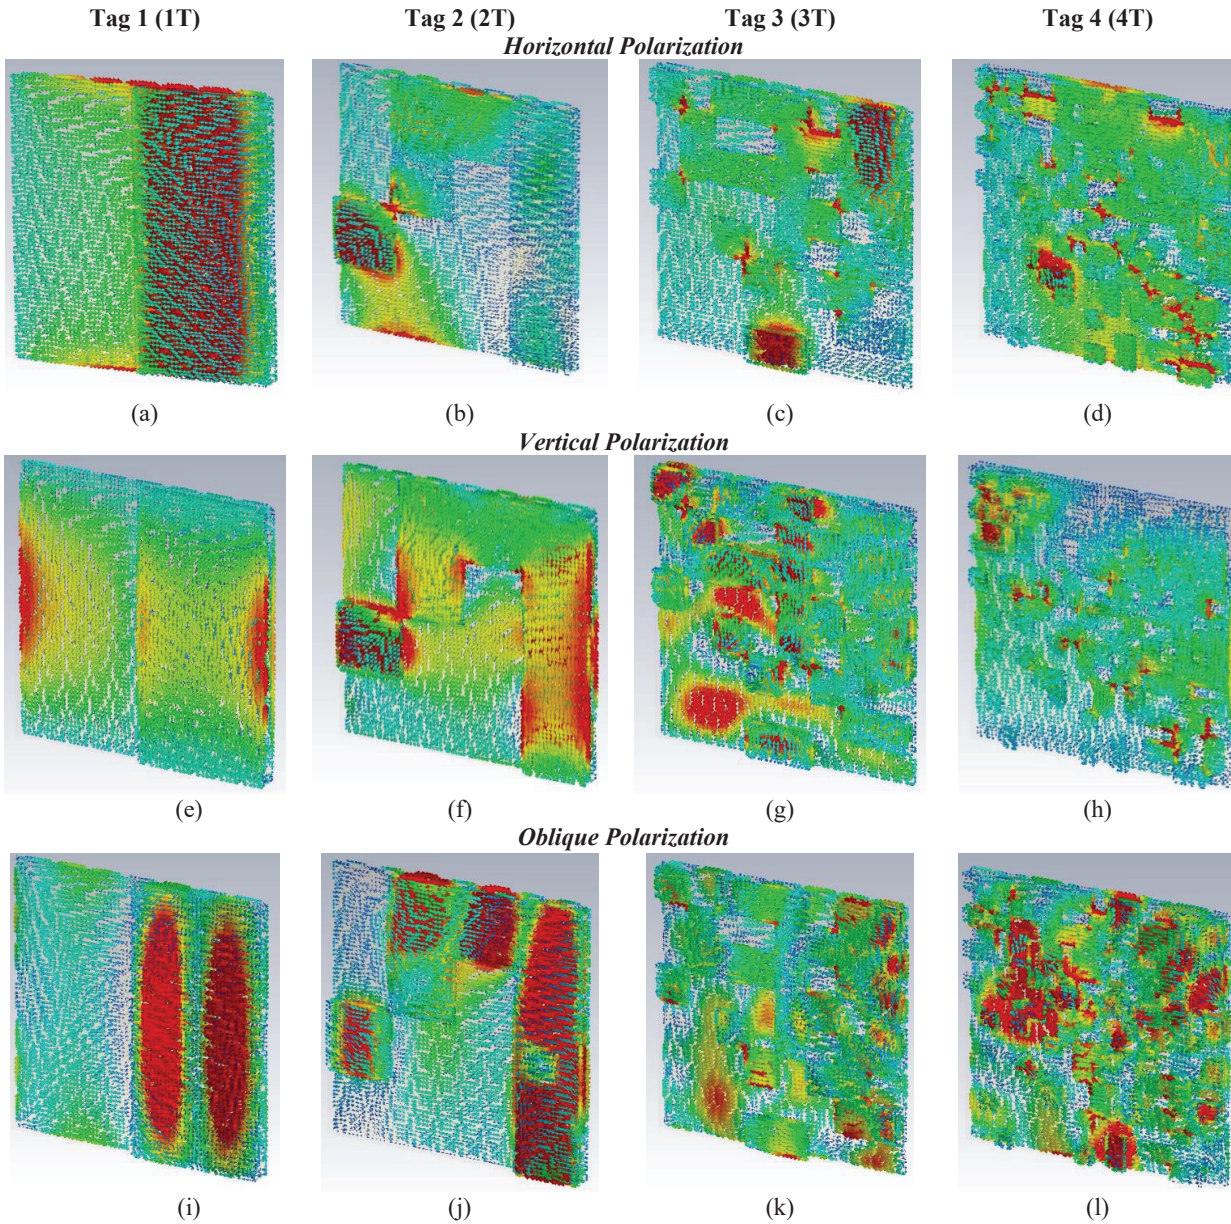 Tag 1 (1T) Tag 2 (2T) Tag 3 (3T) Tag 4 (4T)
Horizontal Polarization
(a) (b) (c) (d)
Vertical Polarization
(e) (f) (g) (h)
Oblique Polarization
(i) (j) (k) (l)